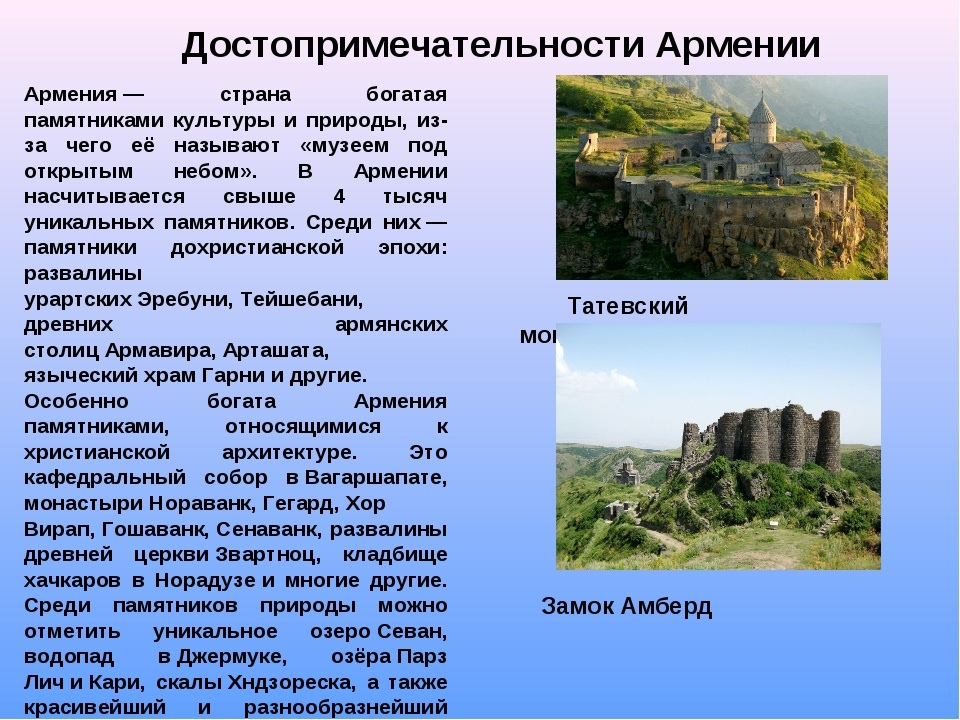 Достопримечательности Армении
Армения — страна богатая
памятниками культуры и природы, из-
за чего её называют «музеем под
открытым небом». В Армении
насчитывается свыше 4 тысяч
уникальных памятников. Среди них —
памятники дохристианской эпохи:
развалины
урартских Эребуни, Тейшебани,
древних армянских
столиц Армавира, Арташата,
языческий храм Гарни и другие.
Особенно богата Армения
памятниками, относящимися к
христианской архитектуре. Это
кафедральный собор в Вагаршапате,
монастыри Нораванк, Гегард, Хор
Вирап, Гошаванк, Сенаванк, развалины
древней церкви Звартноц, кладбище
хачкаров в Норадузе и многие другие.
Среди памятников природы можно
отметить уникальное озеро Севан,
водопад в Джермуке, озёра Парз
Лич и Кари, скалы Хндзореска, а также
красивейший и разнообразнейший
Татевский
Замок Амберд